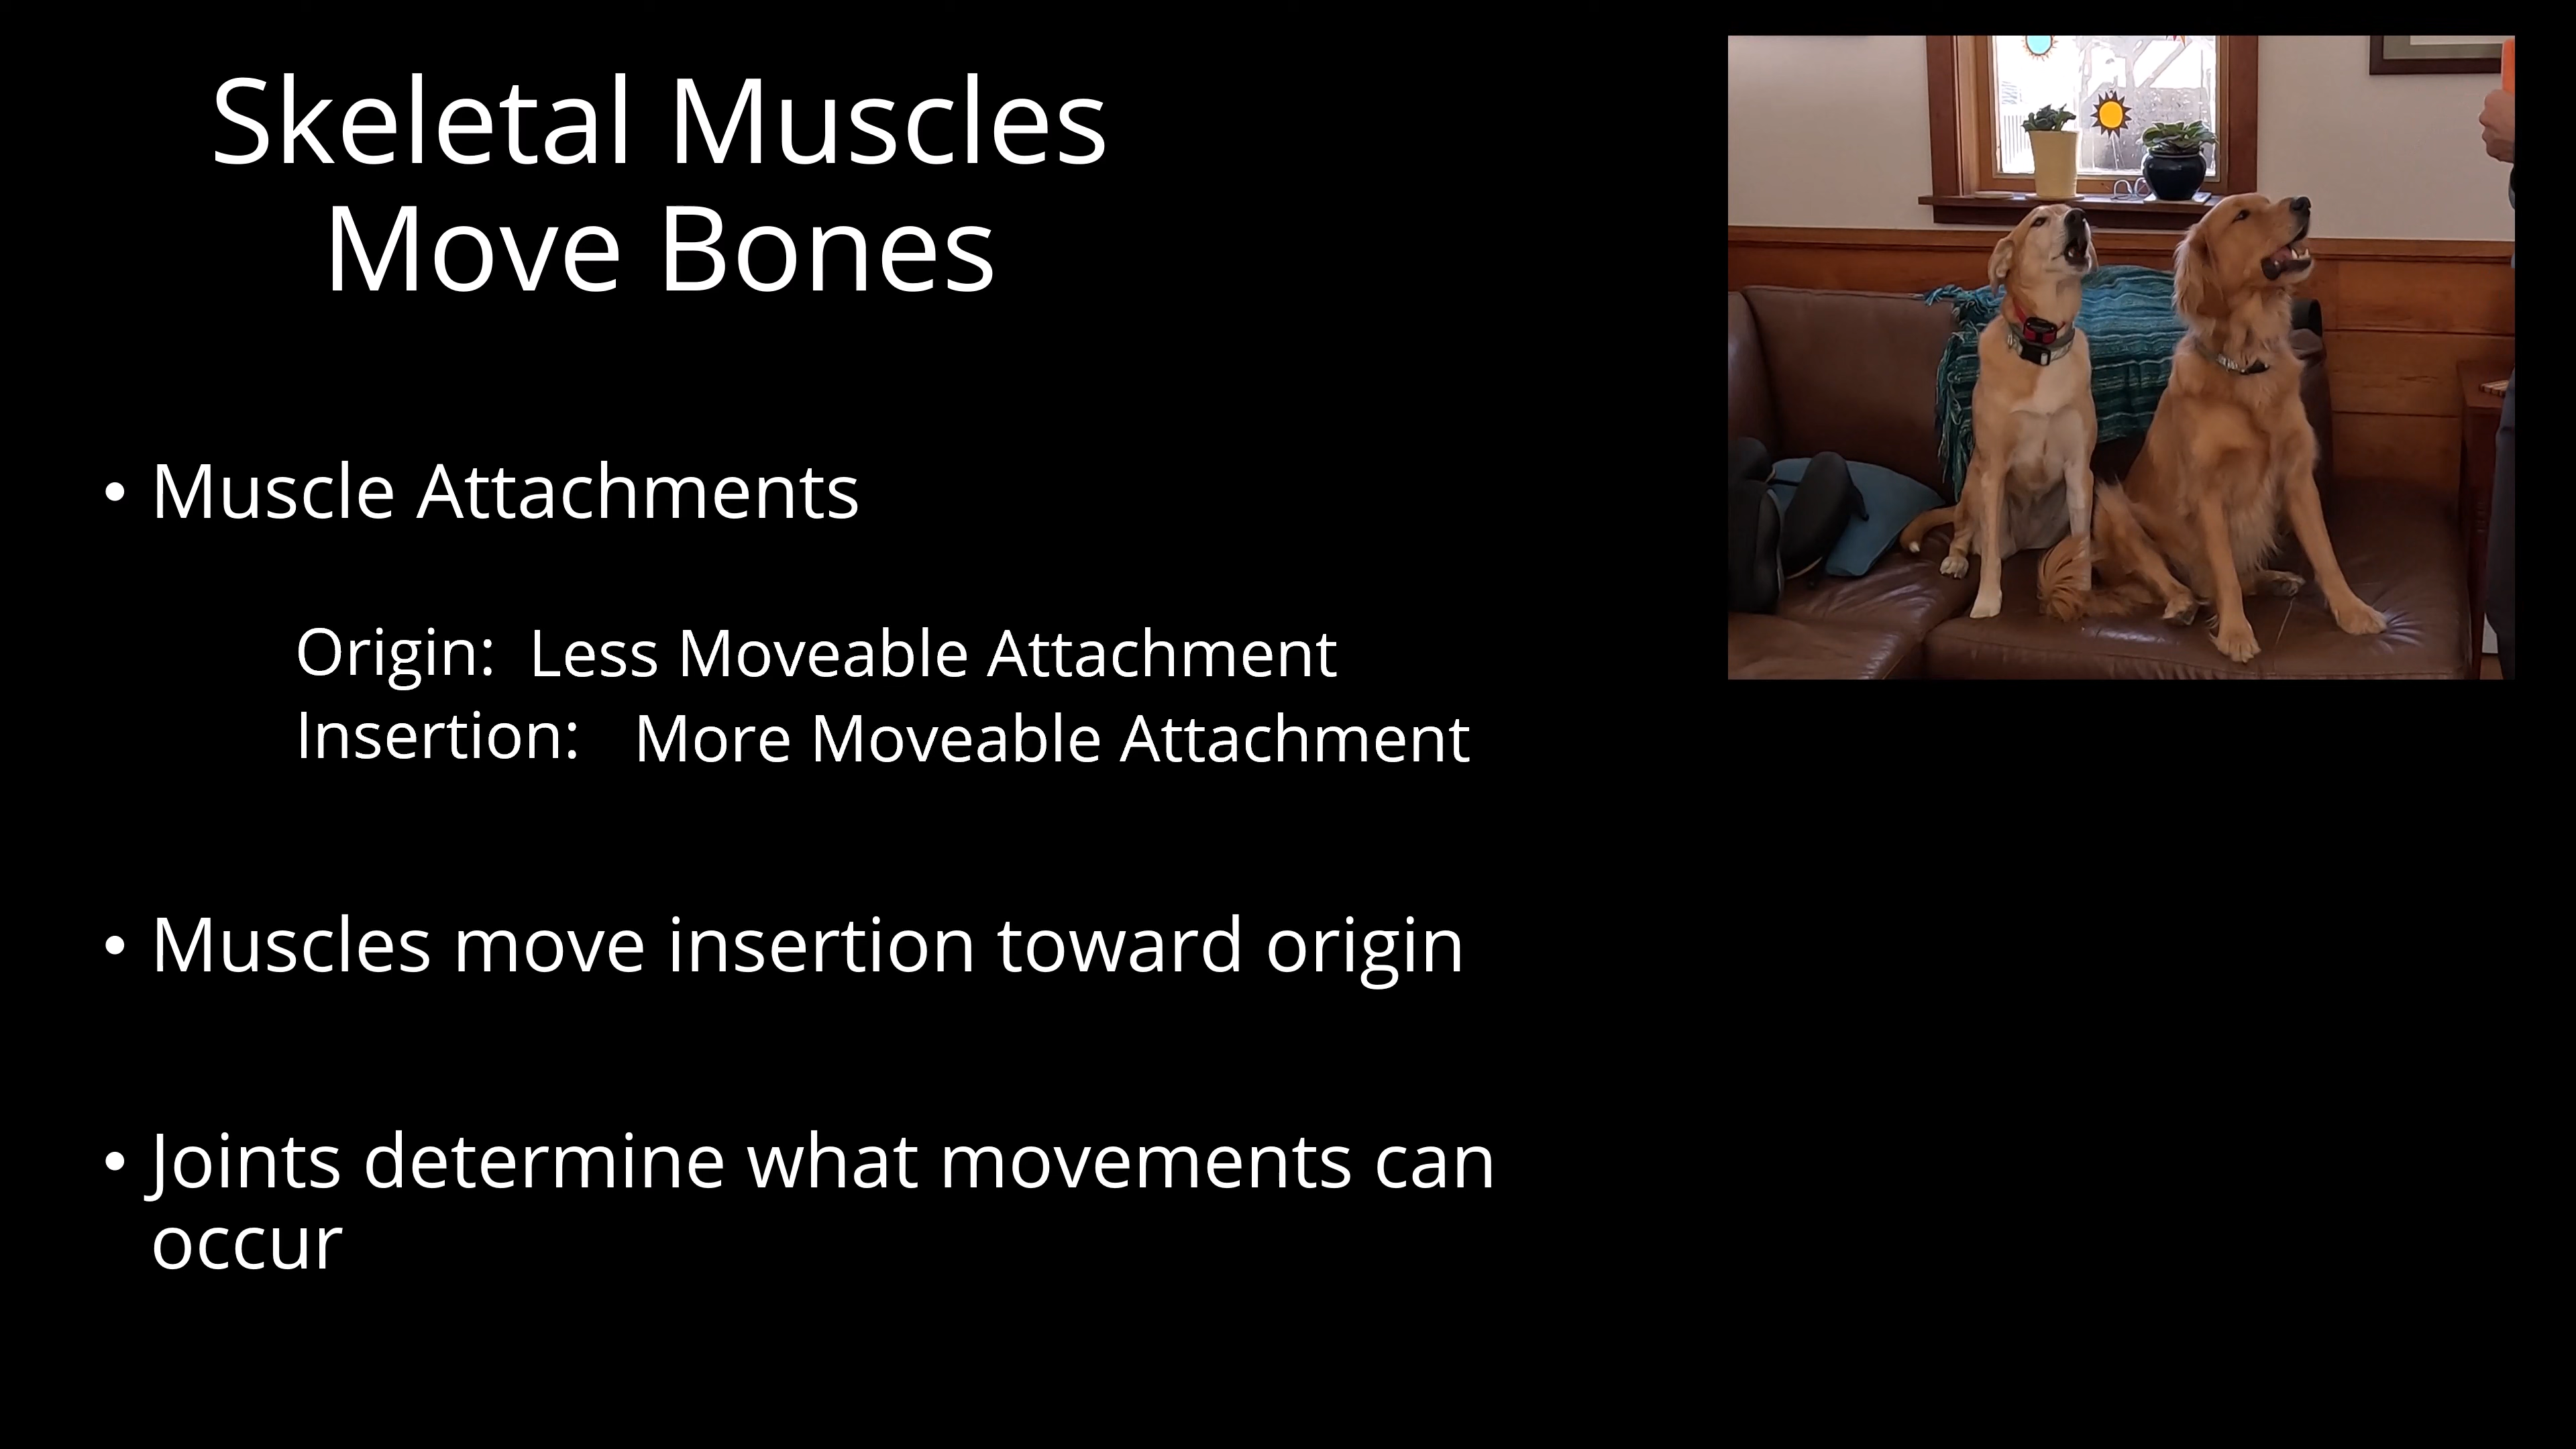 Skeletal Muscles
Move Bones
• Muscle Attachments
Origin: Less Moveable Attachment
Insertion: More Moveable Attachment
• Muscles move insertion toward origin
• Joints determine what movements can
occur